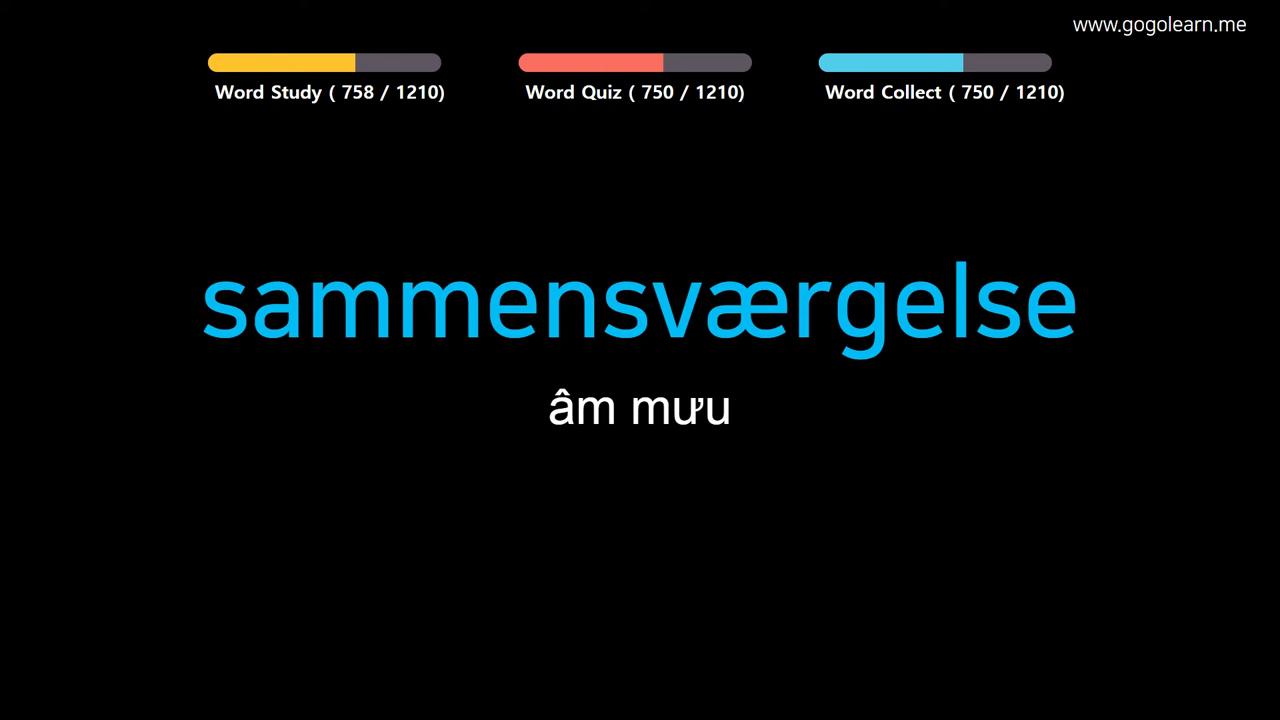 www.gogolearn.me
Word Study ( 758 / 1210)
Word Quiz ( 750 / 1210)
Word Collect ( 750 / 1210)
sammensværgelse
âm mưu